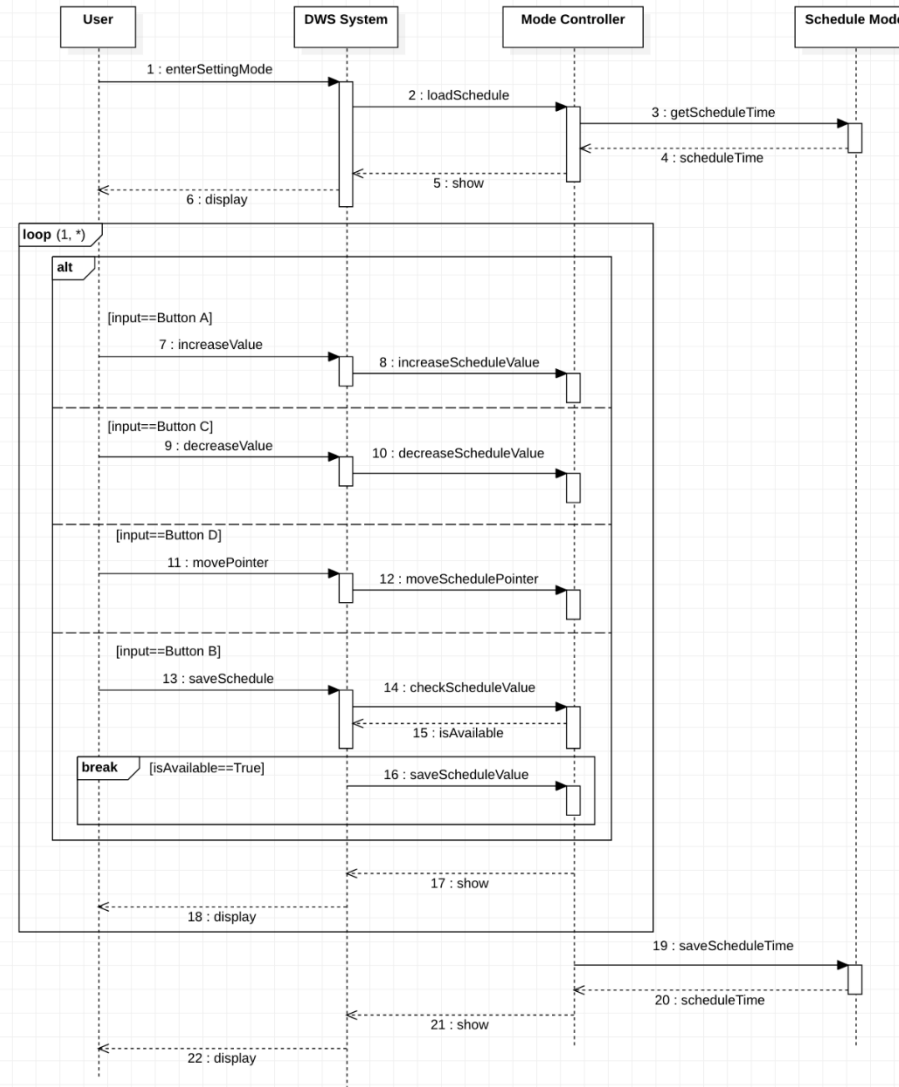 User
DWS System
Mode Controller
Schedule Mode
1 : enterSettingMode
2 : loadSchedule
3 : getScheduleTime
4 : scheduleTime
5 : show
6 : display
loop (1, *)
alt
[input==Button A]
7 : increaseValue
8 : increaseScheduleValue
[input==Button C]
9 : decreaseValue
10 : decreaseScheduleValue
[input==Button D]
11 : movePointer
12 : moveSchedulePointer
[input==Button B]
13 : saveSchedule
14 : checkScheduleValue
15 : isAvailable
break [isAvailable==True]
16 : saveScheduleValue
17 : show
18 : display
19 : saveScheduleTime
20 : scheduleTime
21 : show
22 : display